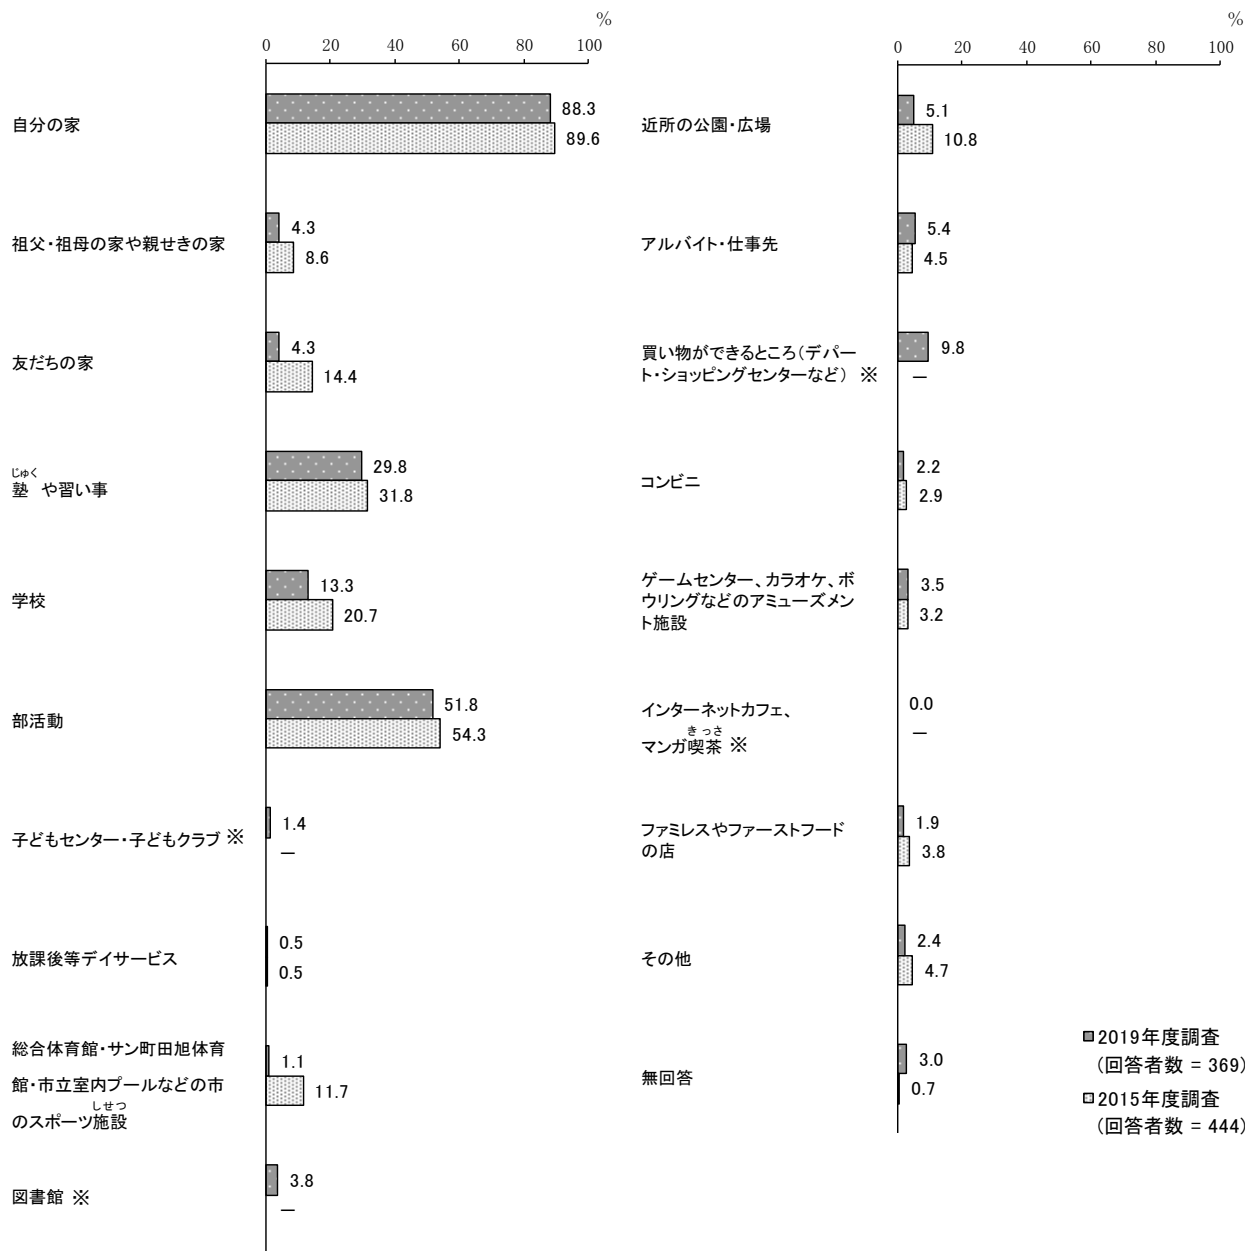 %
0 20 40 60 80 100
自分の家
88.3
89.6
祖父・祖母の家や親せきの家
4.3
8.6
友だちの家
4.3
14.4
じゅく
塾 や習い事
29.8
31.8
学校
13.3
20.7
部活動
51.8
54.3
子どもセンター・子どもクラブ ※
1.4
―
放課後等デイサービス
0.5
0.5
総合体育館・サン町田旭体育
館・市立室内プールなどの市
しせつ
のスポーツ施設
1.1
11.7
図書館 ※
3.8
―
%
0 20 40 60 80 100
近所の公園・広場
5.1
10.8
アルバイト・仕事先
5.4
4.5
買い物ができるところ（デパー
ト・ショッピングセンターなど） ※
9.8
―
コンビニ
2.2
2.9
ゲームセンター、カラオケ、ボ
ウリングなどのアミューズメン
ト施設
3.5
3.2
インターネットカフェ、
きっさ
マンガ喫茶 ※
0.0
―
ファミレスやファーストフード
の店
1.9
3.8
その他
2.4
4.7
無回答
3.0
0.7
2019年度調査
（回答者数 = 369）
2015年度調査
（回答者数 = 444）